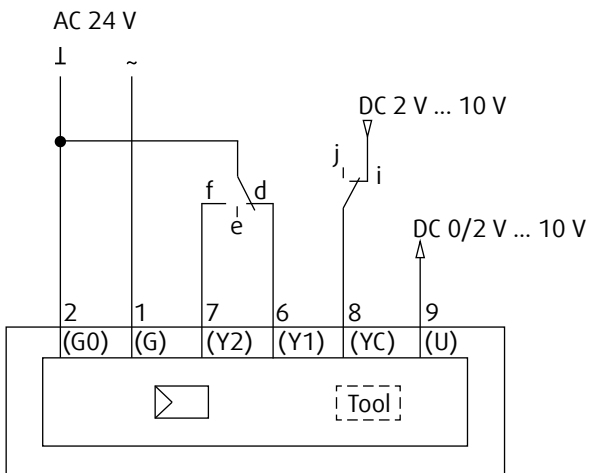 AC 24 V
⊥ ~
DC 2 V ... 10 V
j i
f d
e
DC 0/2 V ... 10 V
2 1 7 6 8 9
(G0) (G) (Y2) (Y1) (YC) (U)
Tool